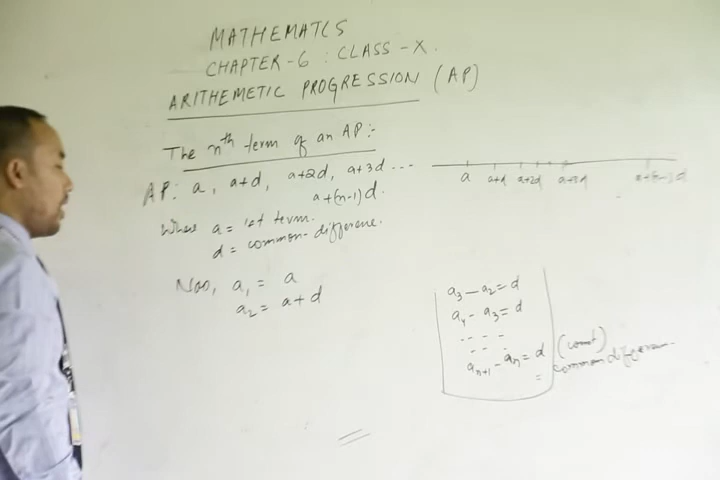 MATHEMATCS
CHAPTER-6 : CLASS-X.
ARITHEMETIC PROGRESSION (AP)
The nth term of an AP:-
AP: a, a+d, a+2d, a+3d ...
a+(n-1)d.
Where a = 1st term.
d = common-difference.
Now, a₁ = a
a₂ = a+d
a a+d a+2d a+3d a+(n-1)d
a₃ - a₂ = d
a₄ - a₃ = d
- - - -
- - -
aₙ₊₁ - aₙ = d (const)
= common difference.